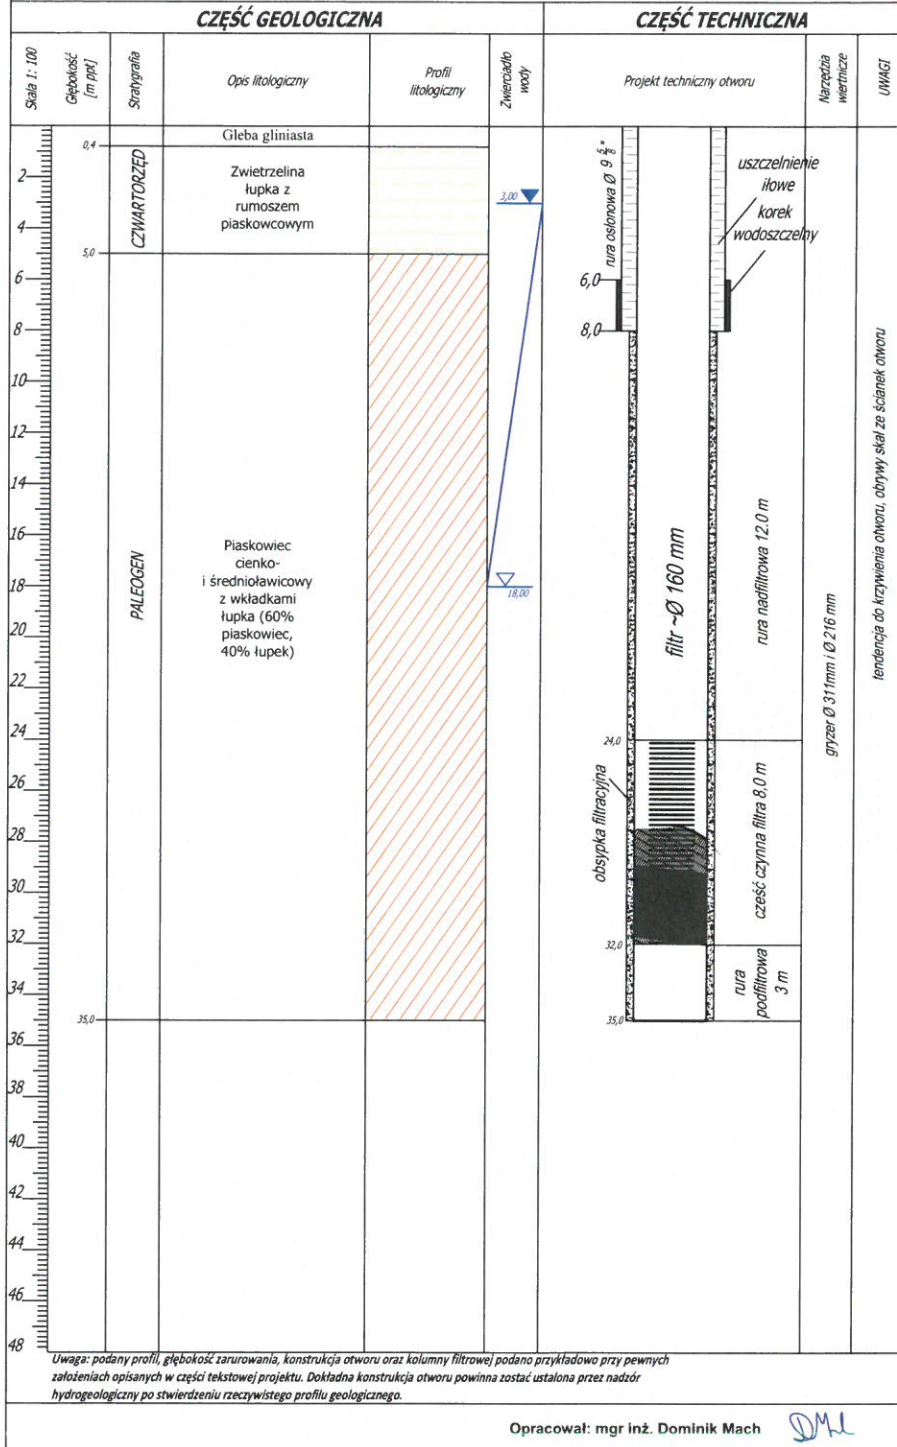 CZĘŚĆ GEOLOGICZNA
CZĘŚĆ TECHNICZNA
Skala 1: 100
Głębokość
[m ppt]
Stratygrafia
Opis litologiczny
Profil
litologiczny
Zwierciadło
wody
Projekt techniczny otworu
Narzędzia
wiertnicze
UWAGI
2
4
6
8
10
12
14
16
18
20
22
24
26
28
30
32
34
36
38
40
42
44
46
48
0,4
5,0
35,0
CZWARTORZĘD
PALEOGEN
Gleba gliniasta
Zwietrzelina
łupka z
rumoszem
piaskowcowym
Piaskowiec
cienko-
i średnioławicowy
z wkładkami
łupka (60%
piaskowiec,
40% łupek)
3,00
18,00
rura osłonowa Ø 9 5/8"
uszczelnienie
iłowe
korek
wodoszczelny
6,0
8,0
filtr ~Ø 160 mm
rura nadfiltrowa 12.0 m
24,0
obsypka filtracyjna
cześć czynna filtra 8,0 m
32,0
rura
podfiltrowa
3 m
35,0
gryzer Ø 311mm i Ø 216 mm
tendencja do krzywienia otworu, obrywy skał ze ścianek otworu
Uwaga: podany profil, głębokość zarurowania, konstrukcja otworu oraz kolumny filtrowej podano przykładowo przy pewnych
założeniach opisanych w części tekstowej projektu. Dokładna konstrukcja otworu powinna zostać ustalona przez nadzór
hydrogeologiczny po stwierdzeniu rzeczywistego profilu geologicznego.
Opracował: mgr inż. Dominik Mach